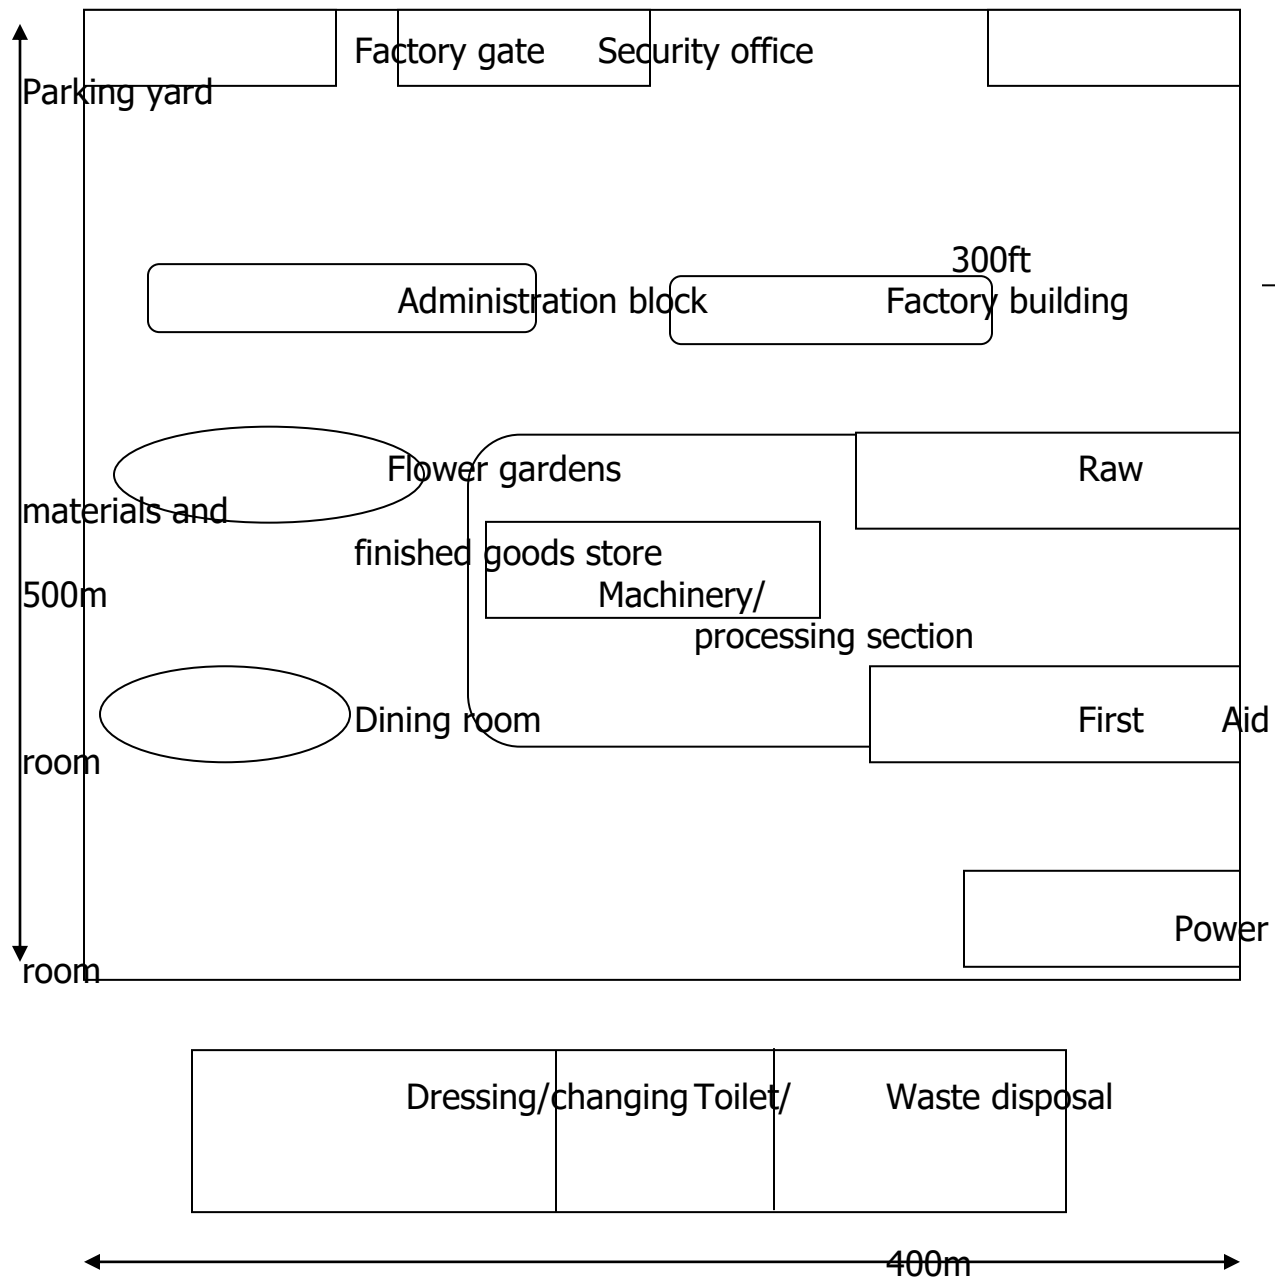 Factory gate Security office
Parking yard
300ft
Administration block Factory building
Flower gardens Raw
materials and
finished goods store
500m Machinery/
processing section
Dining room First Aid
room
Power
room
Dressing/changing Toilet/ Waste disposal
400m